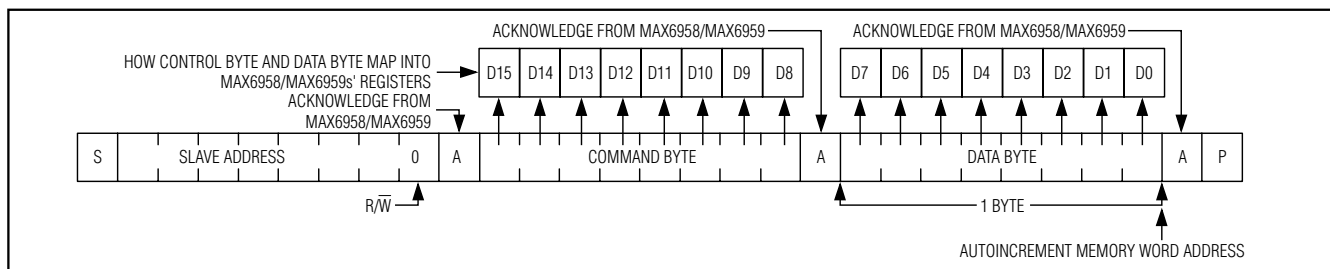 ACKNOWLEDGE FROM MAX6958/MAX6959
ACKNOWLEDGE FROM MAX6958/MAX6959
HOW CONTROL BYTE AND DATA BYTE MAP INTO
MAX6958/MAX6959s' REGISTERS
D15 D14 D13 D12 D11 D10 D9 D8
D7 D6 D5 D4 D3 D2 D1 D0
ACKNOWLEDGE FROM
MAX6958/MAX6959
S SLAVE ADDRESS 0 A COMMAND BYTE A DATA BYTE A P
R/W̅
1 BYTE
AUTOINCREMENT MEMORY WORD ADDRESS